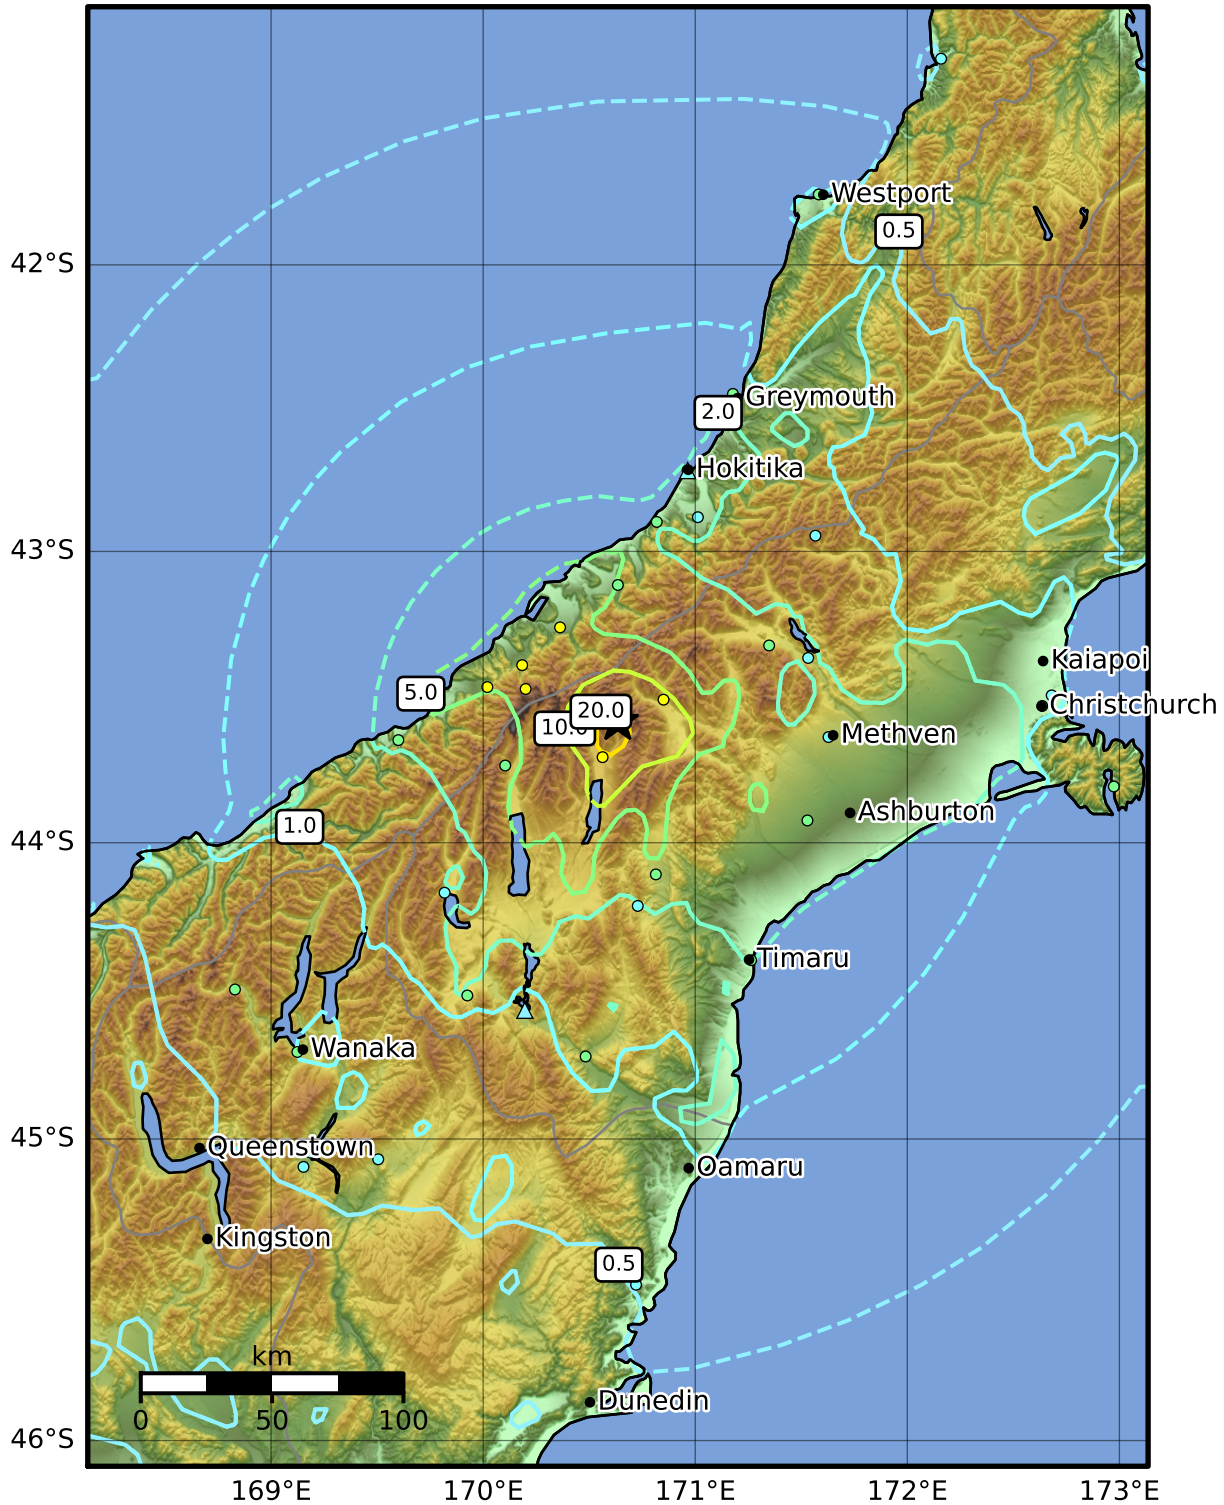 Westport
0.5
42°S
Greymouth
2.0
Hokitika
43°S
Kaiapoi
5.0
20.0
Christchurch
10.0
Methven
Ashburton
1.0
44°S
Timaru
Wanaka
45°S
Queenstown
Oamaru
Kingston
0.5
km
0 50 100
Dunedin
46°S
169°E 170°E 171°E 172°E 173°E